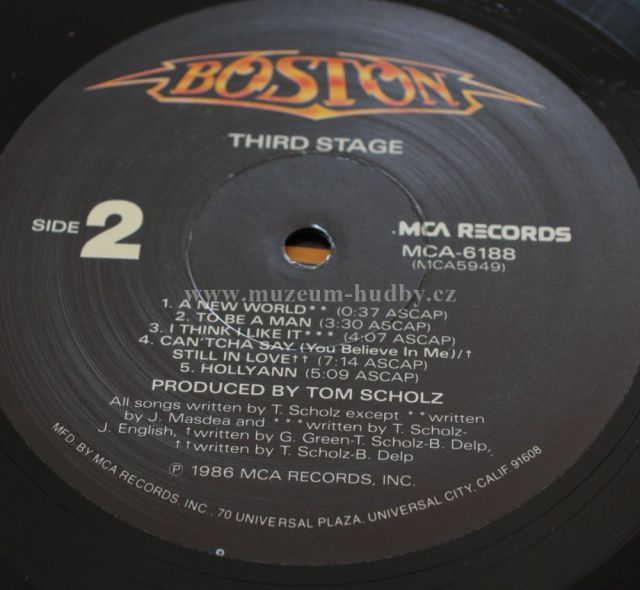 BOSTON
THIRD STAGE
SIDE 2
MCA RECORDS
MCA-6188
(MCA5949)
www.muzeum-hudby.cz
1. A NEW WORLD** (0:37 ASCAP)
2. TO BE A MAN (3:30 ASCAP)
3. I THINK I LIKE IT*** (4:07 ASCAP)
4. CAN'TCHA SAY (You Believe In Me)/†
STILL IN LOVE†† (7:14 ASCAP)
5. HOLLYANN (5:09 ASCAP)
PRODUCED BY TOM SCHOLZ
All songs written by T. Scholz except **written
by J. Masdea and ***written by T. Scholz-
J. English, †written by G. Green-T. Scholz-B. Delp,
††written by T. Scholz-B. Delp
℗ 1986 MCA RECORDS, INC.
MFD BY MCA RECORDS, INC., 70 UNIVERSAL PLAZA, UNIVERSAL CITY, CALIF 91608